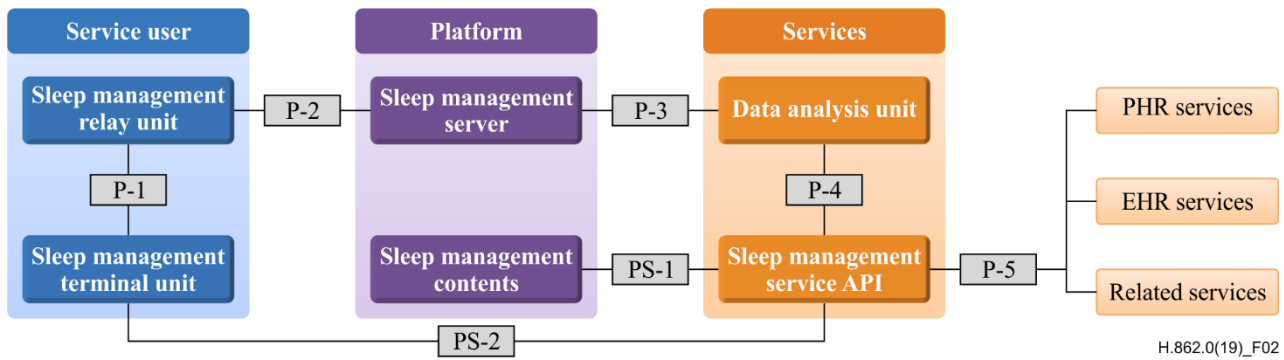 Service user
Platform
Services
Sleep management
relay unit
P-2
Sleep management
server
P-3
Data analysis unit
PHR services
P-1
P-4
EHR services
Sleep management
terminal unit
Sleep management
contents
PS-1
Sleep management
service API
P-5
Related services
PS-2
H.862.0(19)_F02